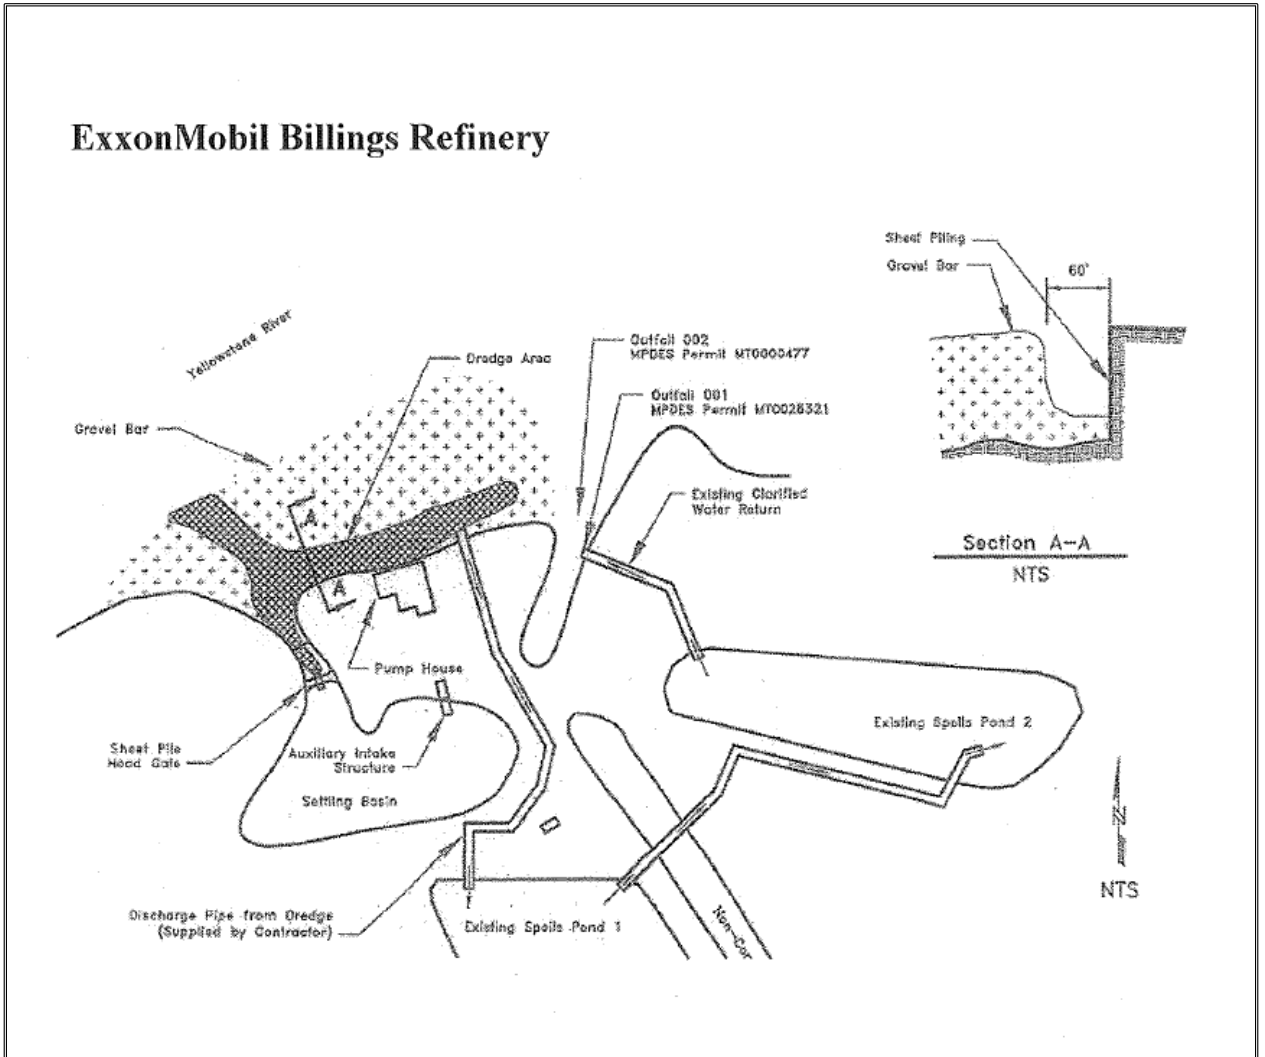 ExxonMobil Billings Refinery
Sheet Piling
Gravel Bar
60'
Yellowstone River
Outfall 002
MPDES Permit MT0000477
Dredge Area
Outfall 001
MPDES Permit MT0028321
Gravel Bar
Existing Clarified
Water Return
A
Section A-A
NTS
A
Pump House
Existing Spoils Pond 2
Sheet Pile
Head Gate
Auxiliary Intake
Structure
Settling Basin
N
NTS
Discharge Pipe from Dredge
(Supplied by Contractor)
Existing Spoils Pond 1
Non-Con